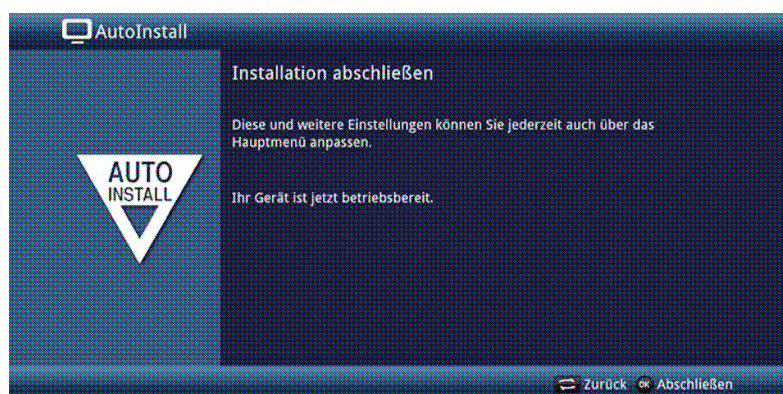 AutoInstall
Installation abschließen
Diese und weitere Einstellungen können Sie jederzeit auch über das
Hauptmenü anpassen.
AUTO
INSTALL
Ihr Gerät ist jetzt betriebsbereit.
Zurück OK Abschließen